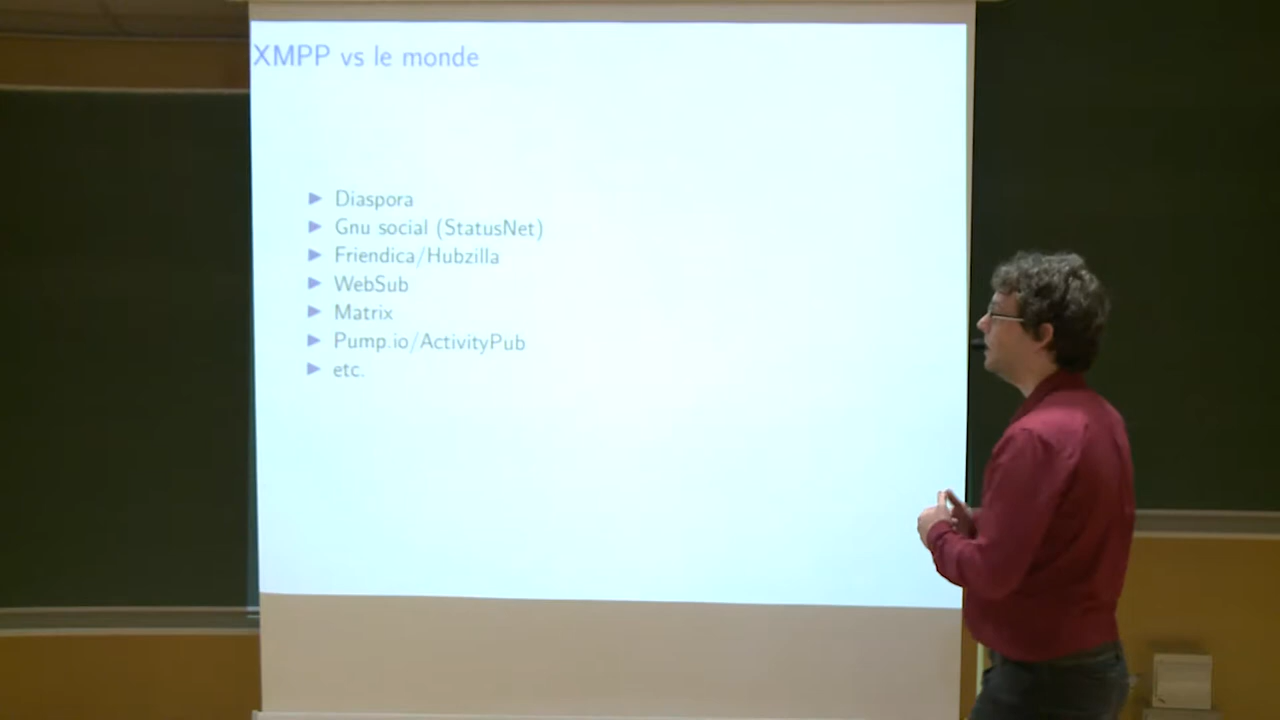 XMPP vs le monde
Diaspora
Gnu social (StatusNet)
Friendica/Hubzilla
WebSub
Matrix
Pump.io/ActivityPub
etc.